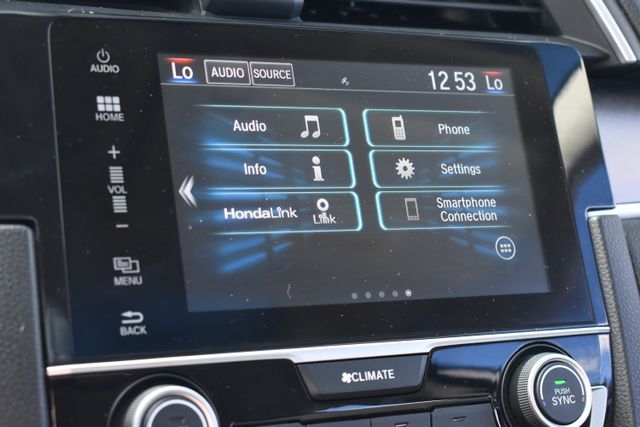 AUDIO
HOME
+
VOL
−
MENU
BACK
Lo AUDIO SOURCE 12 53 Lo
Audio
Phone
Info
Settings
HondaLink
Link
Smartphone
Connection
CLIMATE
PUSH
SYNC